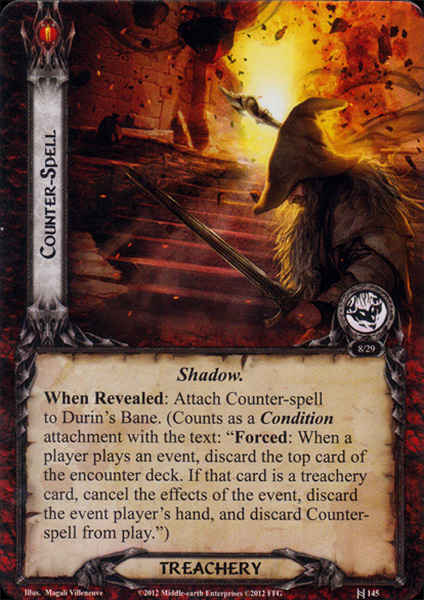 COUNTER-SPELL
8/29
Shadow.
When Revealed: Attach Counter-spell
to Durin's Bane. (Counts as a Condition
attachment with the text: "Forced: When a
player plays an event, discard the top card of
the encounter deck. If that card is a treachery
card, cancel the effects of the event, discard
the event player's hand, and discard Counter-
spell from play.")
TREACHERY
Illus. Magali Villeneuve ©2012 Middle-earth Enterprises ©2012 FFG 145